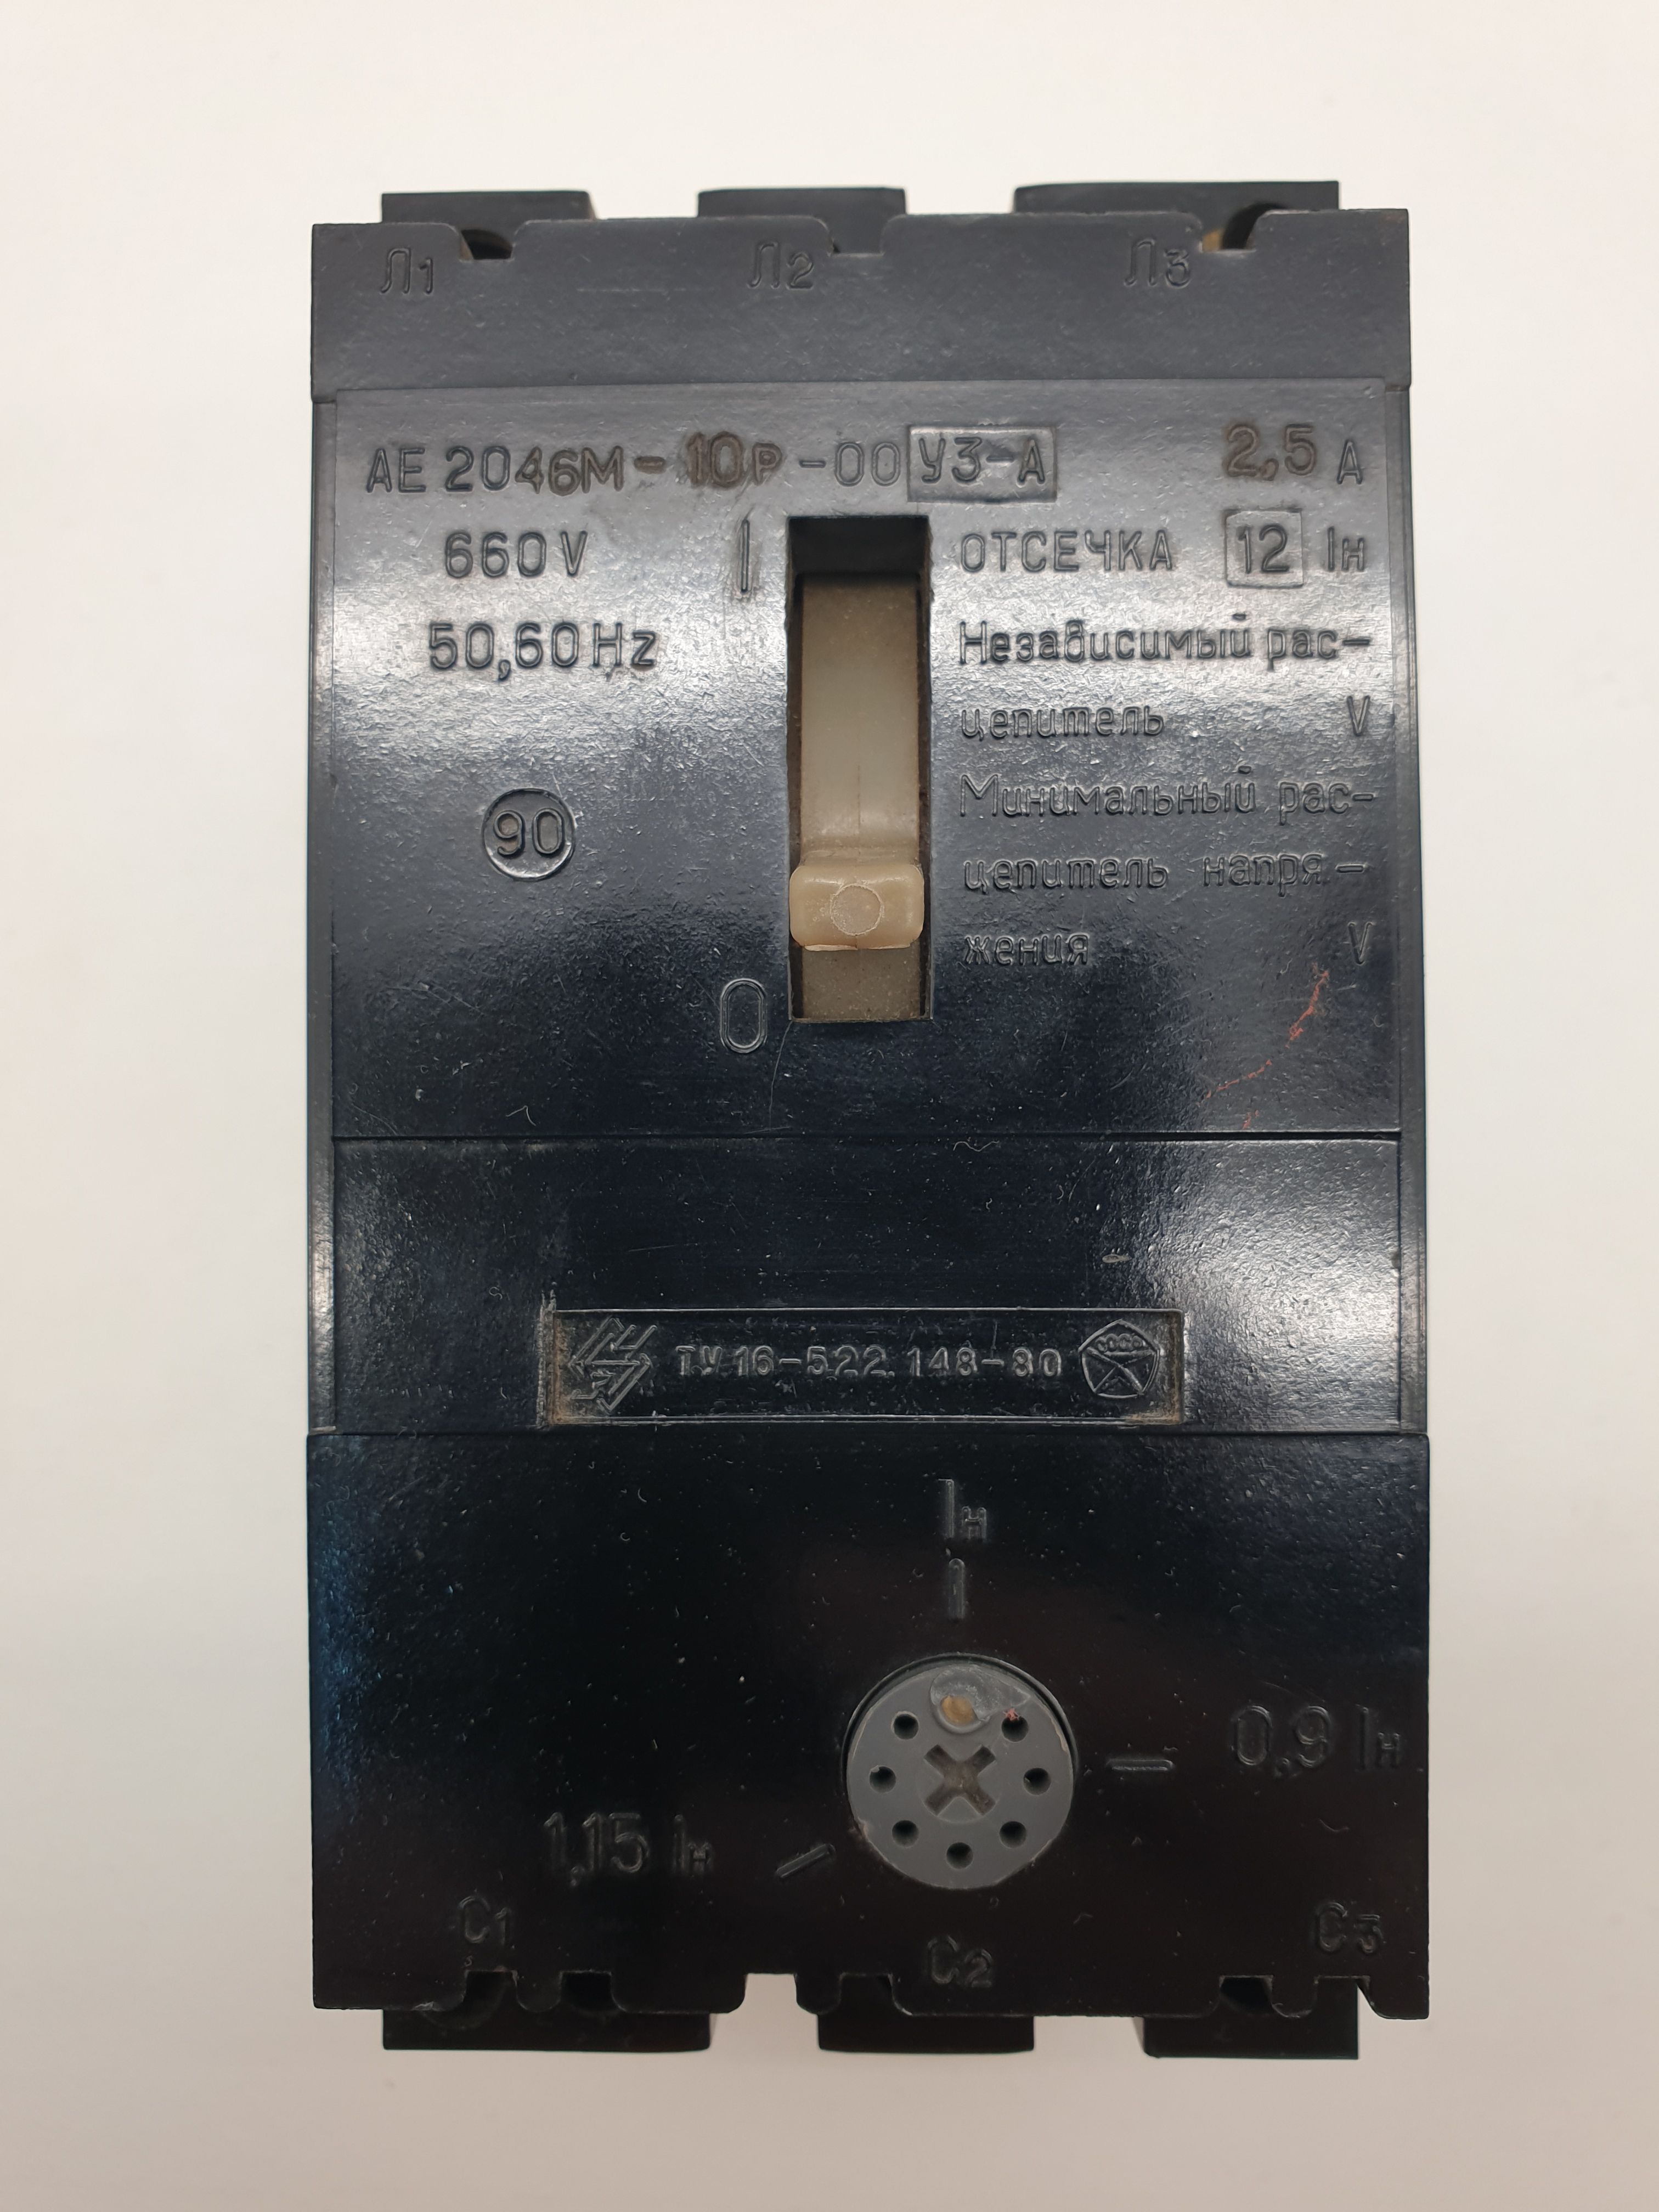 Л1 Л2 Л3
АЕ 2046М-10Р-00 У3-А 2,5 А
660V I ОТСЕЧКА 12 Iн
50,60Hz Независимый рас-
цепитель V
Минимальный рас-
90 цепитель напря-
жения V
0
ТУ 16-522.148-80 СССР
Iн
0,9 Iн
1,15 Iн
С1 С2 С3